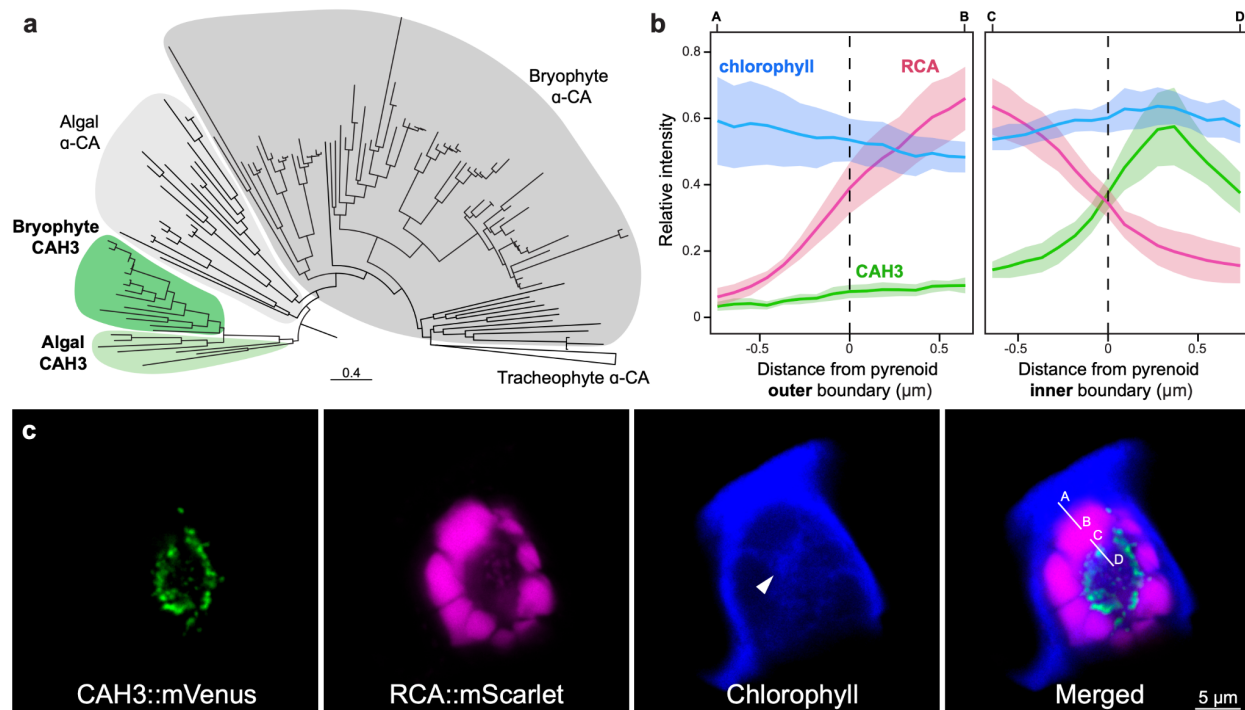 a
Bryophyte
α-CA
Algal
α-CA
Bryophyte
CAH3
Algal
CAH3
0.4
Tracheophyte α-CA
b
A
B
C
D
chlorophyll
RCA
CAH3
Relative intensity
0.8
0.6
0.4
0.2
0
-0.5
0
0.5
-0.5
0
0.5
Distance from pyrenoid
outer boundary (μm)
Distance from pyrenoid
inner boundary (μm)
c
CAH3::mVenus
RCA::mScarlet
Chlorophyll
A
B
C
D
Merged
5 μm